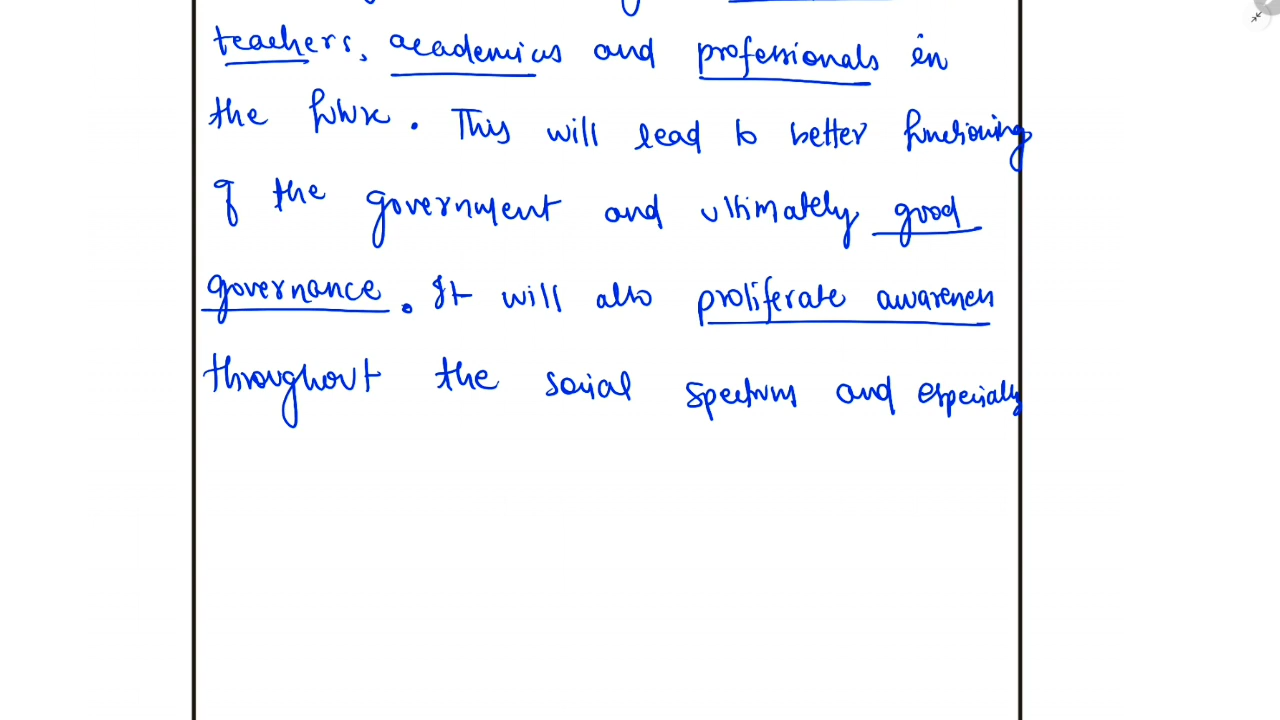 teachers, academics and professionals in
the future. This will lead to better functioning
of the government and ultimately good
governance. It will also proliferate awareness
throughout the social spectrum and especially